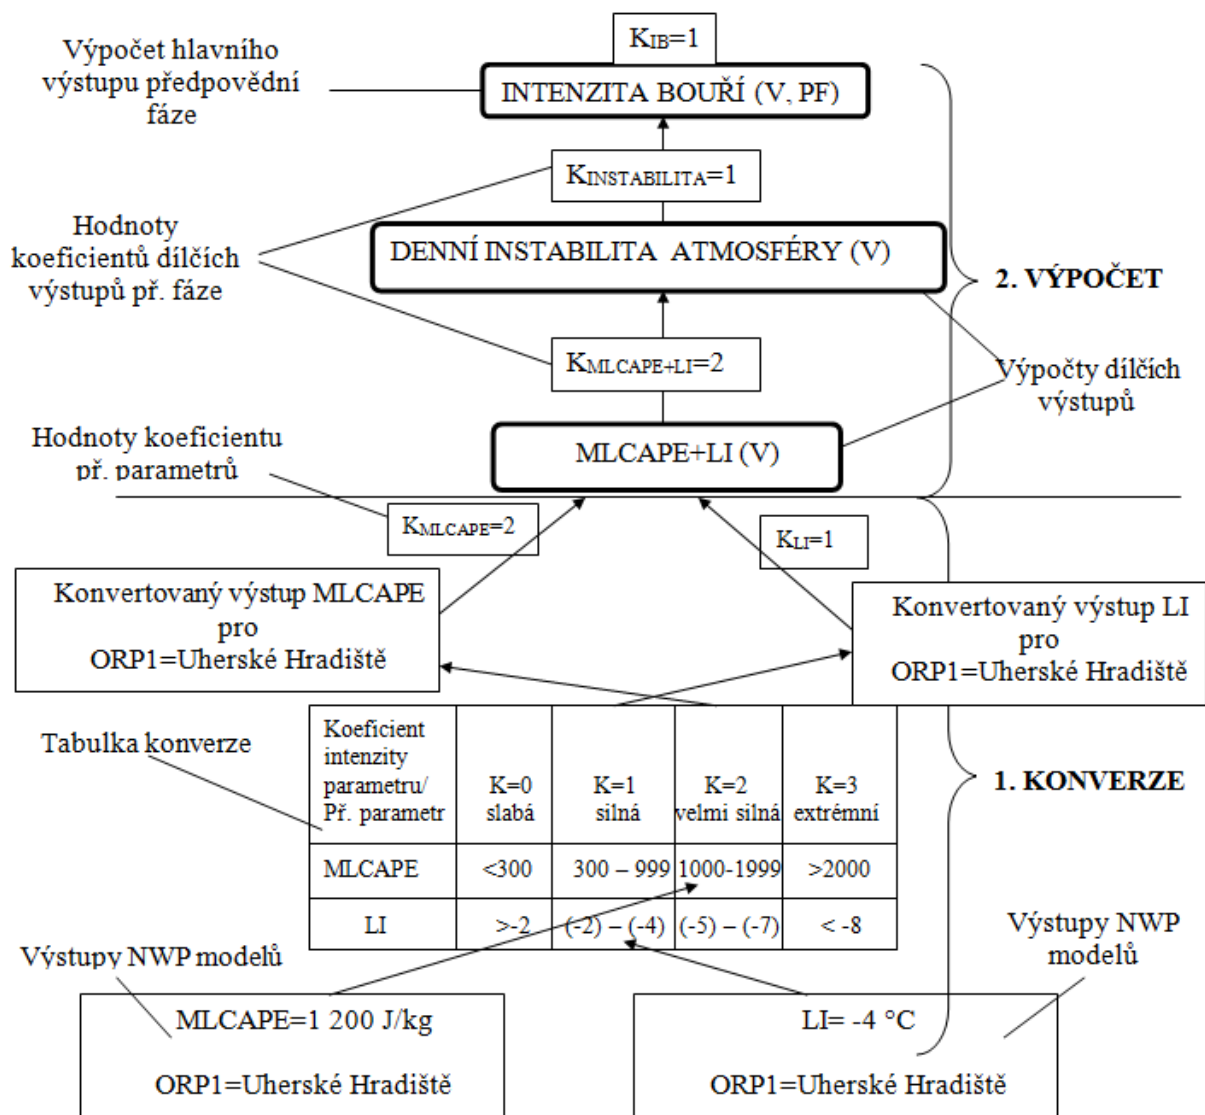 K_IB=1
Výpočet hlavního
výstupu předpovědní
fáze
INTENZITA BOUŘÍ (V, PF)
K_INSTABILITA=1
Hodnoty
koeficientů dílčích
výstupů př. fáze
DENNÍ INSTABILITA ATMOSFÉRY (V)
2. VÝPOČET
K_MLCAPE+LI=2
Výpočty dílčích
výstupů
Hodnoty koeficientu
př. parametrů
MLCAPE+LI (V)
K_MLCAPE=2
K_LI=1
Konvertovaný výstup MLCAPE
pro
ORP1=Uherské Hradiště
Konvertovaný výstup LI
pro
ORP1=Uherské Hradiště
Tabulka konverze
Koeficient
intenzity
parametru/
Př. parametr
K=0
slabá
K=1
silná
K=2
velmi silná
K=3
extrémní
1. KONVERZE
MLCAPE <300 300 – 999 1000-1999 >2000
LI >-2 (-2) – (-4) (-5) – (-7) < -8
Výstupy NWP modelů
Výstupy NWP
modelů
MLCAPE=1 200 J/kg
ORP1=Uherské Hradiště
LI= -4 °C
ORP1=Uherské Hradiště